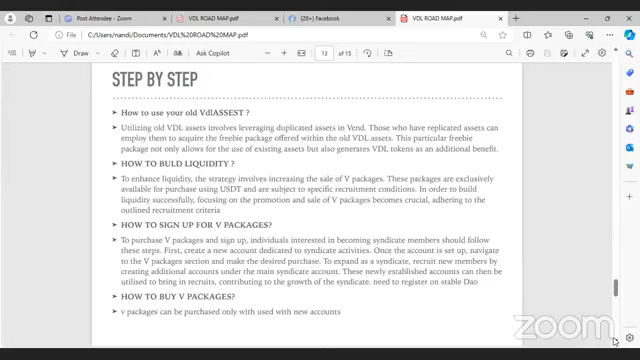 Post Attendee - Zoom
VDL ROAD MAP.pdf
(20+) Facebook
VDL ROAD MAP.pdf
File
C:/Users/nandi/Documents/VDL%20ROAD%20MAP.pdf
Draw
Ask Copilot
13
of 15
STEP BY STEP
How to use your old VdlASSEST ?
Utilizing old VDL assets involves leveraging duplicated assets in Vend. Those who have replicated assets can
employ them to acquire the freebie package offered within the old VDL assets. This particular freebie
package not only allows for the use of existing assets but also generates VDL tokens as an additional benefit.
HOW TO BULD LIQUIDITY ?
To enhance liquidity, the strategy involves increasing the sale of V packages. These packages are exclusively
available for purchase using USDT and are subject to specific recruitment conditions. In order to build
liquidity successfully, focusing on the promotion and sale of V packages becomes crucial, adhering to the
outlined recruitment criteria
HOW TO SIGN UP FOR V PACKAGES?
To purchase V packages and sign up, individuals interested in becoming syndicate members should follow
these steps. First, create a new account dedicated to syndicate activities. Once the account is set up, navigate
to the V packages section and make the desired purchase. To expand as a syndicate, recruit new members by
creating additional accounts under the main syndicate account. These newly established accounts can then be
utilised to bring in recruits, contributing to the growth of the syndicate. need to register on stable Dao
HOW TO BUY V PACKAGES?
v packages can be purchased only with used with new accounts
zoom